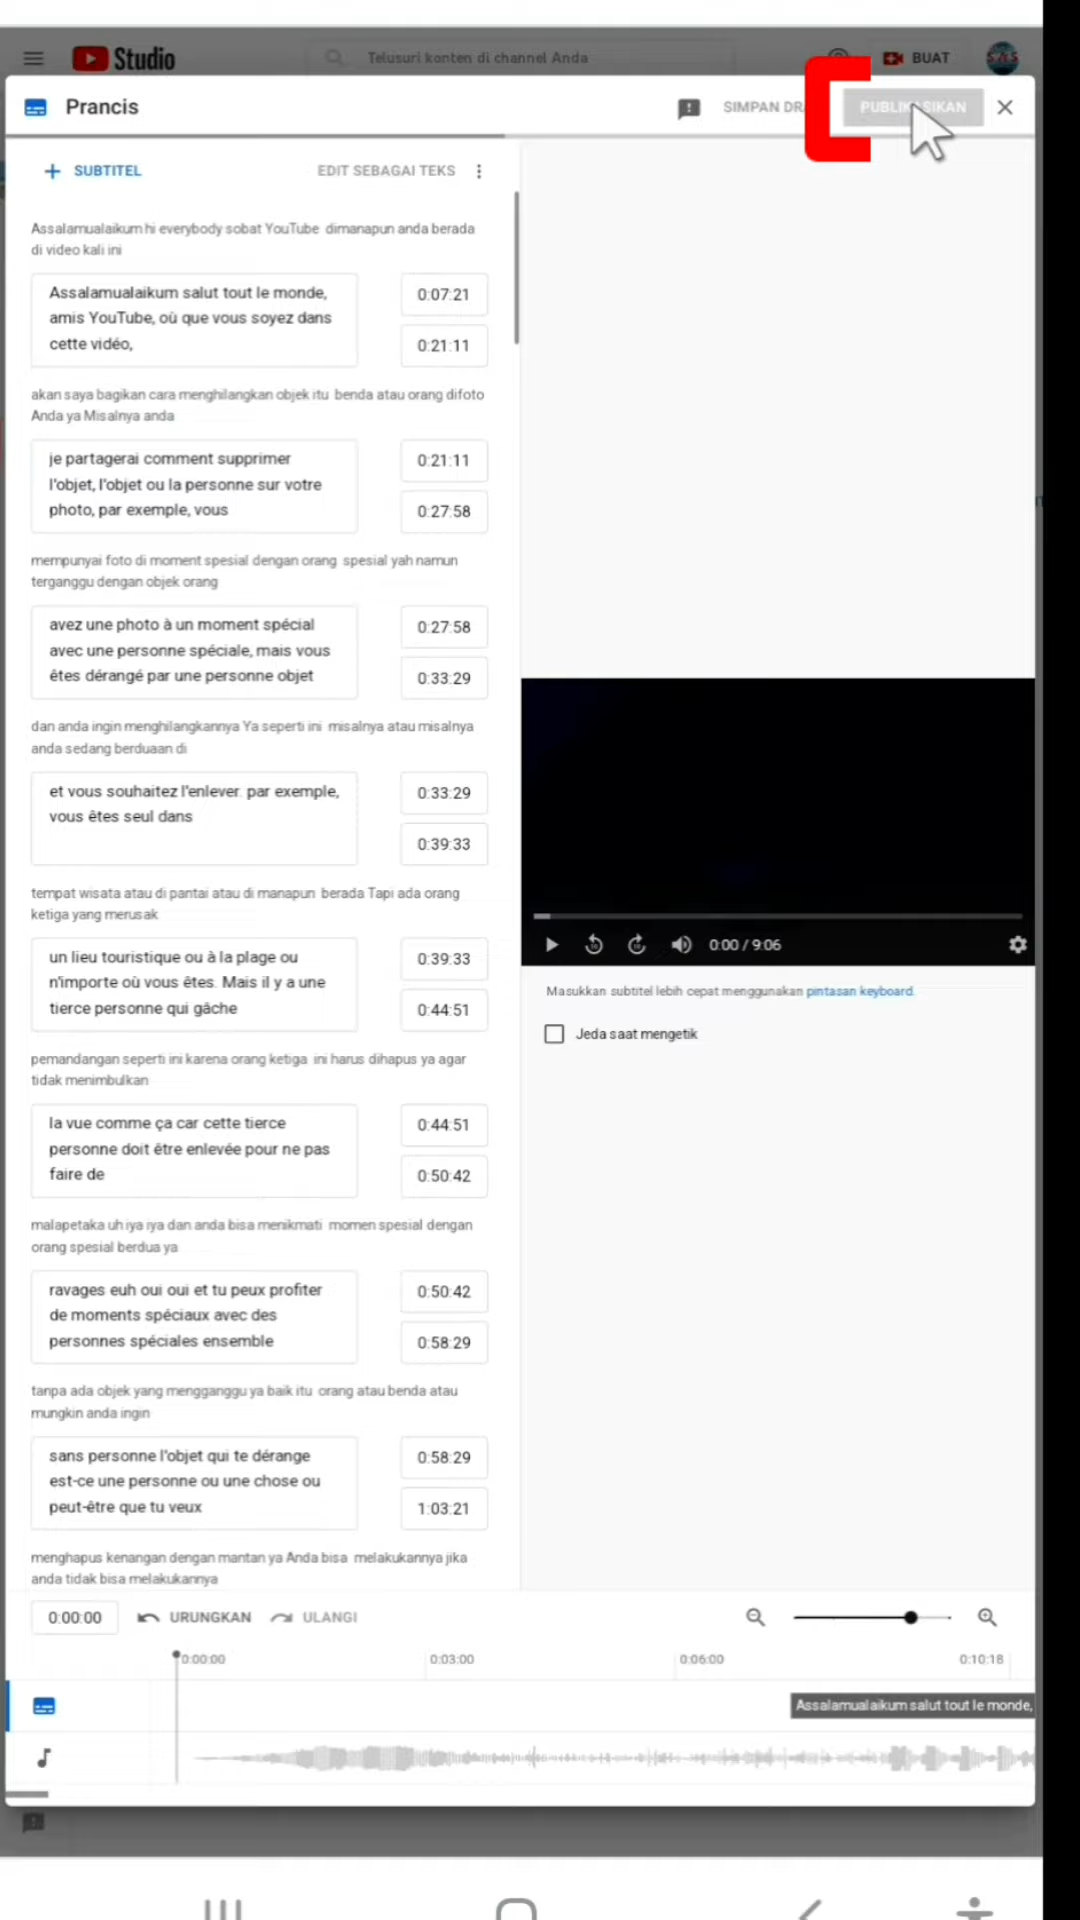 Studio
Telusuri konten di channel Anda
BUAT
Prancis
SIMPAN DRA
PUBLIKASIKAN
SUBTITEL
EDIT SEBAGAI TEKS
Assalamualaikum hi everybody sobat YouTube dimanapun anda berada
di video kali ini
Assalamualaikum salut tout le monde,
amis YouTube, où que vous soyez dans
cette vidéo,
0:07:21
0:21:11
akan saya bagikan cara menghilangkan objek itu benda atau orang difoto
Anda ya Misalnya anda
je partagerai comment supprimer
l'objet, l'objet ou la personne sur votre
photo, par exemple, vous
0:21:11
0:27:58
mempunyai foto di moment spesial dengan orang spesial yah namun
terganggu dengan objek orang
avez une photo à un moment spécial
avec une personne spéciale, mais vous
êtes dérangé par une personne objet
0:27:58
0:33:29
dan anda ingin menghilangkannya Ya seperti ini misalnya atau misalnya
anda sedang berduaan di
et vous souhaitez l'enlever. par exemple,
vous êtes seul dans
0:33:29
0:39:33
tempat wisata atau di pantai atau di manapun berada Tapi ada orang
ketiga yang merusak
un lieu touristique ou à la plage ou
n'importe où vous êtes. Mais il y a une
tierce personne qui gâche
0:39:33
0:44:51
pemandangan seperti ini karena orang ketiga ini harus dihapus ya agar
tidak menimbulkan
la vue comme ça car cette tierce
personne doit être enlevée pour ne pas
faire de
0:44:51
0:50:42
malapetaka uh iya iya dan anda bisa menikmati momen spesial dengan
orang spesial berdua ya
ravages euh oui oui et tu peux profiter
de moments spéciaux avec des
personnes spéciales ensemble
0:50:42
0:58:29
tanpa ada objek yang mengganggu ya baik itu orang atau benda atau
mungkin anda ingin
sans personne l'objet qui te dérange
est-ce une personne ou une chose ou
peut-être que tu veux
0:58:29
1:03:21
menghapus kenangan dengan mantan ya Anda bisa melakukannya jika
anda tidak bisa melakukannya
0:00 / 9:06
Masukkan subtitel lebih cepat menggunakan pintasan keyboard.
Jeda saat mengetik
0:00:00
URUNGKAN
ULANGI
0:00:00
0:03:00
0:06:00
0:10:18
Assalamualaikum salut tout le monde,